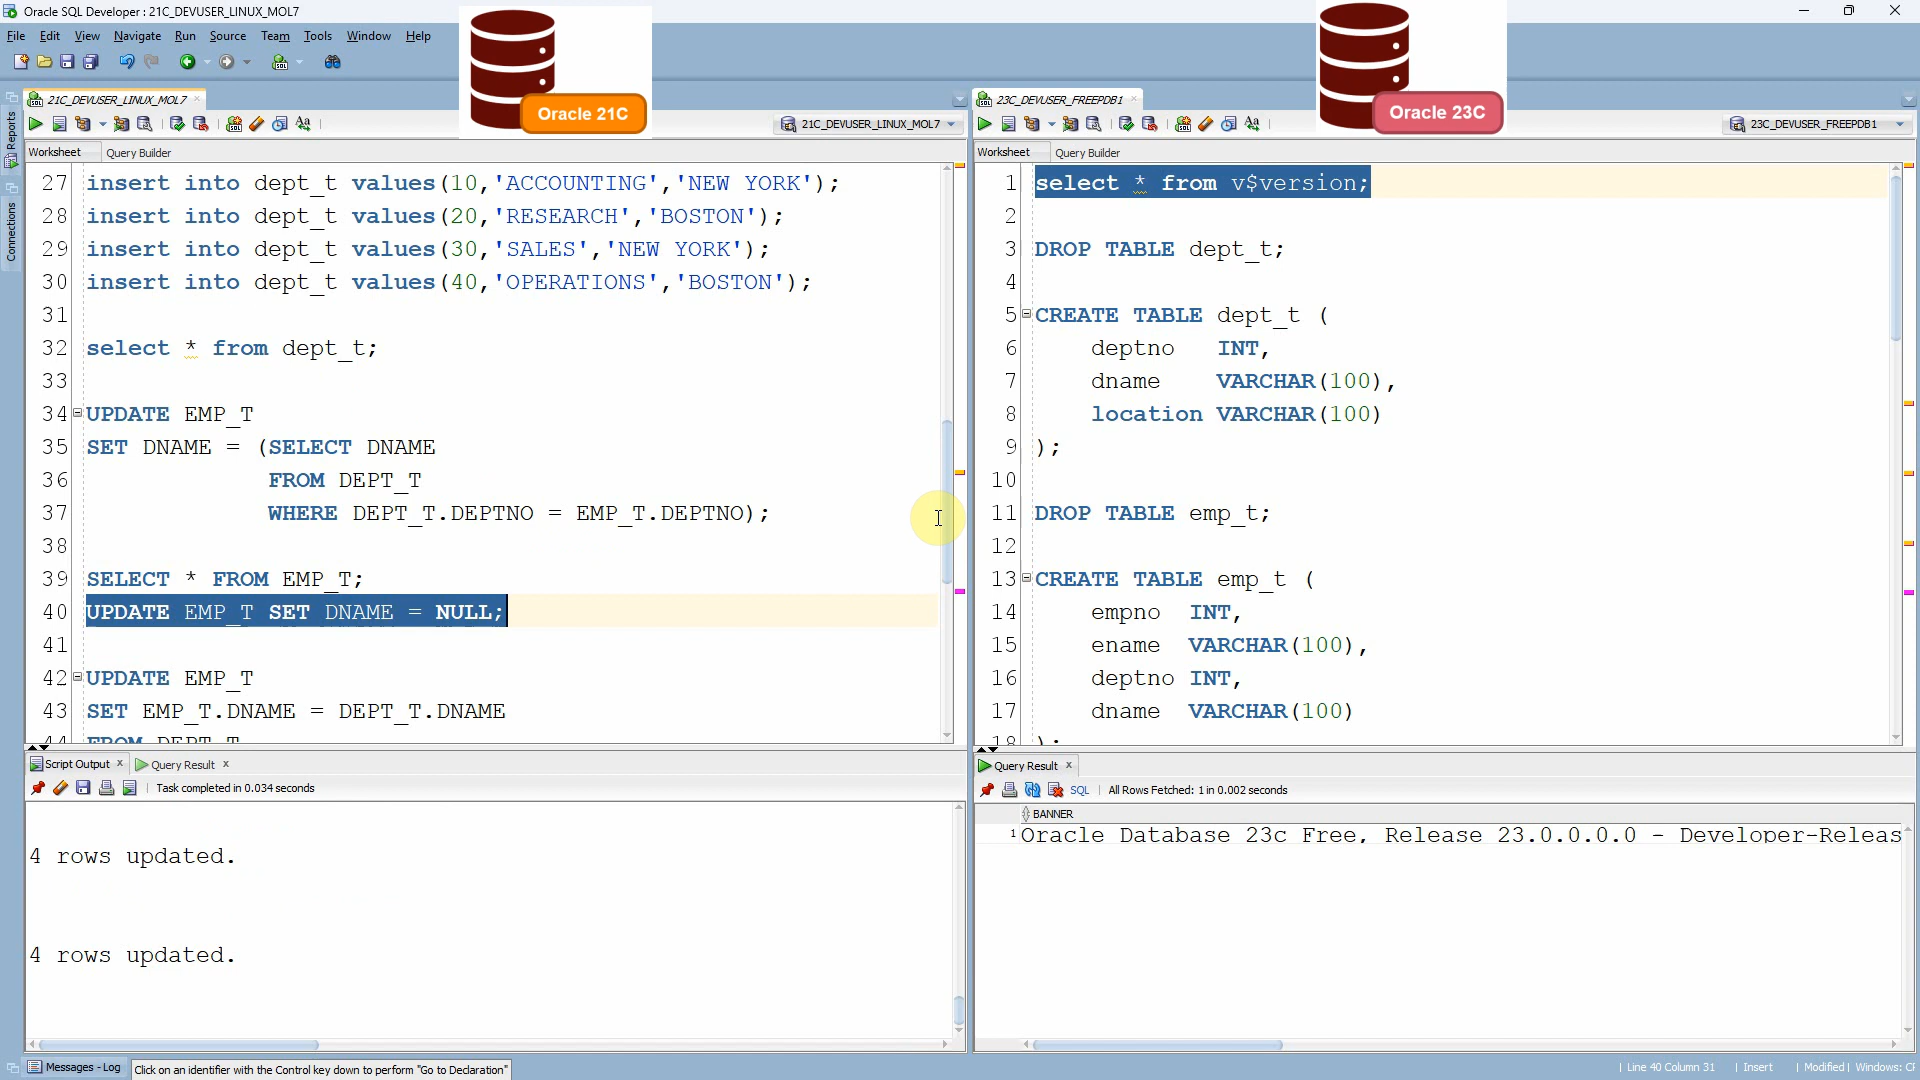 Oracle SQL Developer : 21C_DEVUSER_LINUX_MOL7
File Edit View Navigate Run Source Team Tools Window Help
Oracle 21C
Oracle 23C
Reports
Connections
21C_DEVUSER_LINUX_MOL7
21C_DEVUSER_LINUX_MOL7
Worksheet Query Builder
27 insert into dept_t values(10,'ACCOUNTING','NEW YORK');
28 insert into dept_t values(20,'RESEARCH','BOSTON');
29 insert into dept_t values(30,'SALES','NEW YORK');
30 insert into dept_t values(40,'OPERATIONS','BOSTON');
31
32 select * from dept_t;
33
34 UPDATE EMP_T
35 SET DNAME = (SELECT DNAME
36 FROM DEPT_T
37 WHERE DEPT_T.DEPTNO = EMP_T.DEPTNO);
38
39 SELECT * FROM EMP_T;
40 UPDATE EMP_T SET DNAME = NULL;
41
42 UPDATE EMP_T
43 SET EMP_T.DNAME = DEPT_T.DNAME
44 FROM DEPT_T
Script Output Query Result
Task completed in 0.034 seconds
4 rows updated.
4 rows updated.
23C_DEVUSER_FREEPDB1
23C_DEVUSER_FREEPDB1
Worksheet Query Builder
1 select * from v$version;
2
3 DROP TABLE dept_t;
4
5 CREATE TABLE dept_t (
6 deptno INT,
7 dname VARCHAR(100),
8 location VARCHAR(100)
9 );
10
11 DROP TABLE emp_t;
12
13 CREATE TABLE emp_t (
14 empno INT,
15 ename VARCHAR(100),
16 deptno INT,
17 dname VARCHAR(100)
18 );
Query Result
SQL All Rows Fetched: 1 in 0.002 seconds
BANNER
1 Oracle Database 23c Free, Release 23.0.0.0.0 - Developer-Releas
Messages - Log
Click on an identifier with the Control key down to perform "Go to Declaration"
Line 40 Column 31 Insert Modified Windows: CF